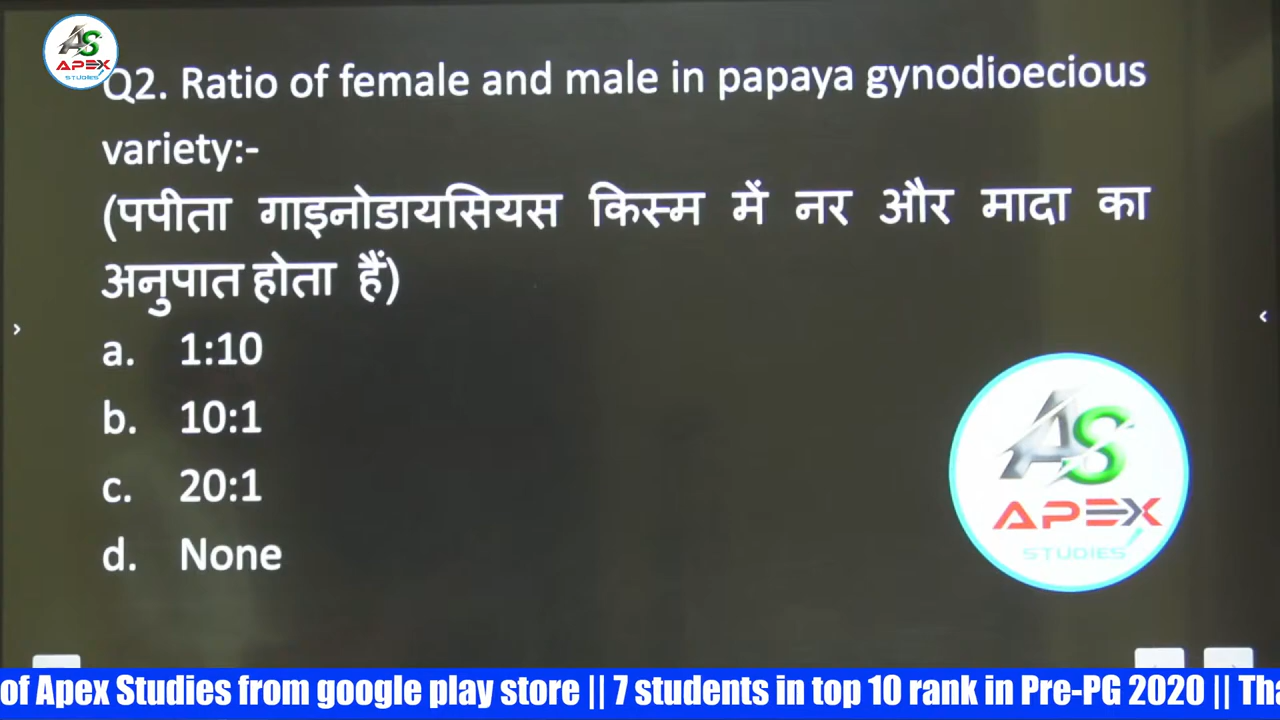 AS
APEX
STUDIES
Q2. Ratio of female and male in papaya gynodioecious
variety:-
(पपीता गाइनोडायसियस किस्म में नर और मादा का
अनुपात होता हैं)
a. 1:10
b. 10:1
c. 20:1
d. None
AS
APEX
STUDIES
of Apex Studies from google play store || 7 students in top 10 rank in Pre-PG 2020 || Tha